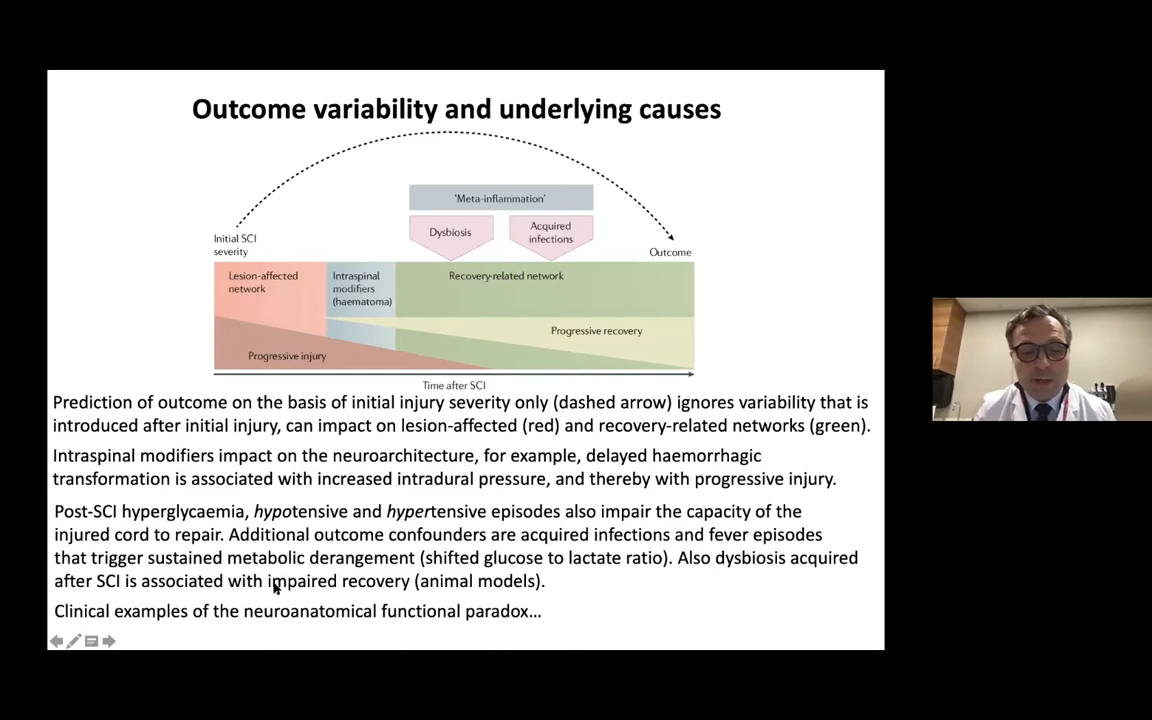 Outcome variability and underlying causes
'Meta-inflammation'
Dysbiosis
Acquired
infections
Initial SCI
severity
Outcome
Lesion-affected
network
Intraspinal
modifiers
(haematoma)
Recovery-related network
Progressive recovery
Progressive injury
Time after SCI
Prediction of outcome on the basis of initial injury severity only (dashed arrow) ignores variability that is
introduced after initial injury, can impact on lesion-affected (red) and recovery-related networks (green).
Intraspinal modifiers impact on the neuroarchitecture, for example, delayed haemorrhagic
transformation is associated with increased intradural pressure, and thereby with progressive injury.
Post-SCI hyperglycaemia, hypotensive and hypertensive episodes also impair the capacity of the
injured cord to repair. Additional outcome confounders are acquired infections and fever episodes
that trigger sustained metabolic derangement (shifted glucose to lactate ratio). Also dysbiosis acquired
after SCI is associated with impaired recovery (animal models).
Clinical examples of the neuroanatomical functional paradox…